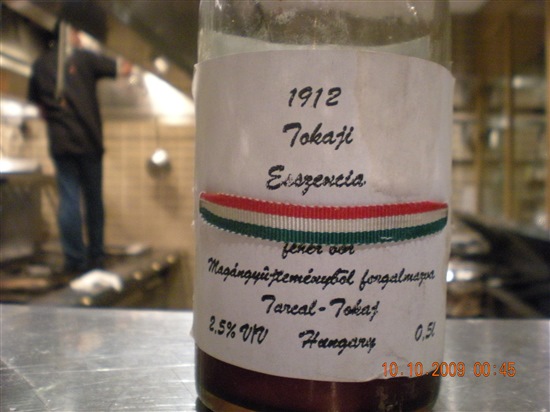 1912
Tokaji
Esszencia
fehér bor
Magángyűjteményből forgalmazva
Tarcal-Tokaj
2,5% V/V Hungary 0,5l
10.10.2009 00:45